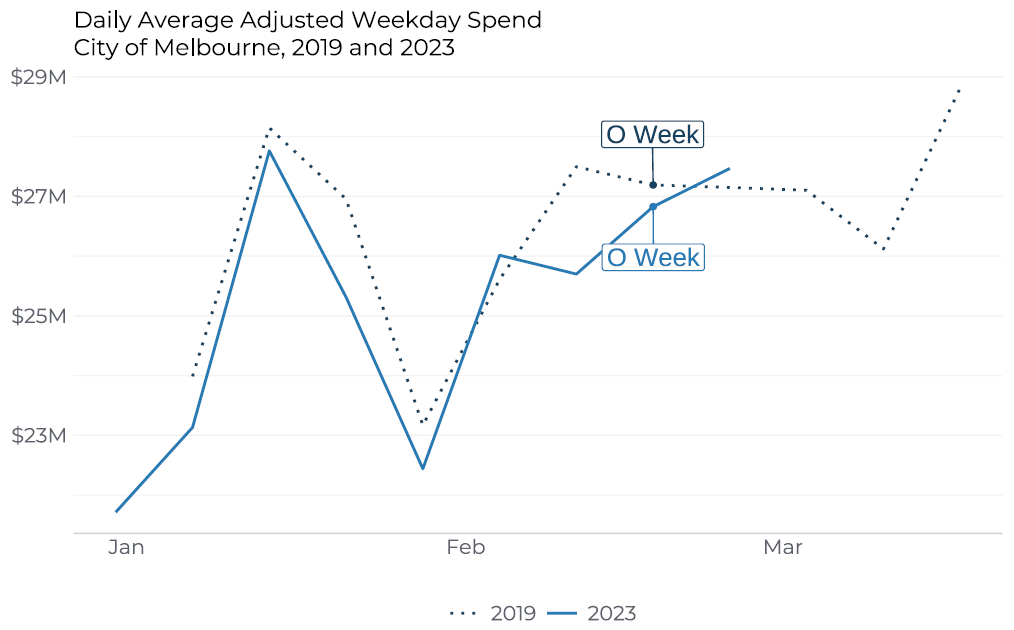 Daily Average Adjusted Weekday Spend
City of Melbourne, 2019 and 2023
$29M
O Week
$27M
O Week
$25M
$23M
Jan Feb Mar
2019 2023